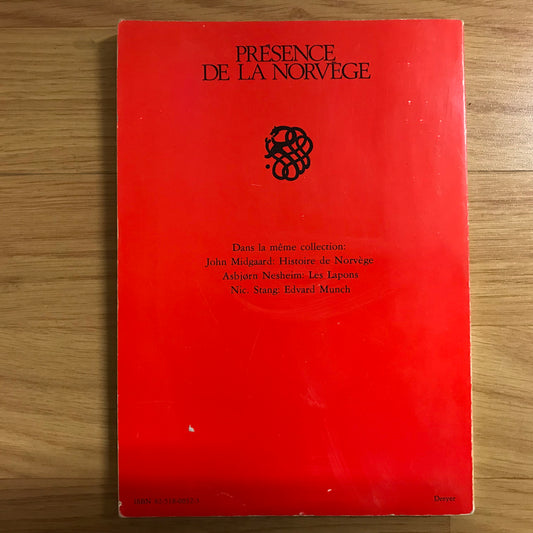 PRÉSENCE
DE LA NORVÈGE
Dans la même collection:
John Midgaard: Histoire de Norvège
Asbjørn Nesheim: Les Lapons
Nic. Stang: Edvard Munch
ISBN
Dreyer